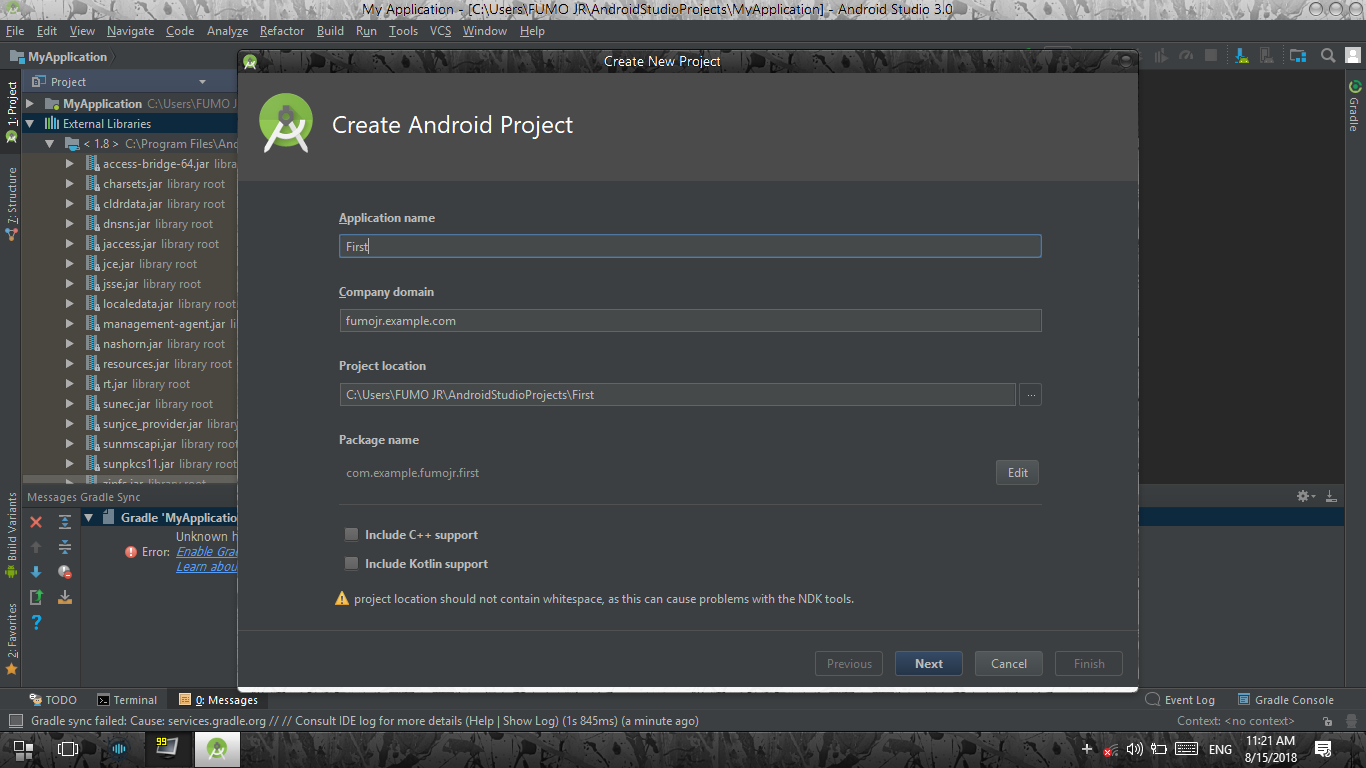 My Application - [C:\Users\FUMO JR\AndroidStudioProjects\MyApplication] - Android Studio 3.0
File Edit View Navigate Code Analyze Refactor Build Run Tools VCS Window Help
MyApplication
Create New Project
1: Project
7: Structure
Build Variants
2: Favorites
Gradle
Project
MyApplication C:\Users\FUMO JR
External Libraries
< 1.8 > C:\Program Files\And
access-bridge-64.jar libra
charsets.jar library root
cldrdata.jar library root
dnsns.jar library root
jaccess.jar library root
jce.jar library root
jsse.jar library root
localedata.jar library root
management-agent.jar li
nashorn.jar library root
resources.jar library root
rt.jar library root
sunec.jar library root
sunjce_provider.jar library
sunmscapi.jar library root
sunpkcs11.jar library root
zipfs.jar library root
Create Android Project
Application name
First
Company domain
fumojr.example.com
Project location
C:\Users\FUMO JR\AndroidStudioProjects\First
...
Package name
com.example.fumojr.first
Edit
Include C++ support
Include Kotlin support
project location should not contain whitespace, as this can cause problems with the NDK tools.
Previous Next Cancel Finish
Messages Gradle Sync
Gradle 'MyApplicatio
Unknown h
Error: Enable Gra
Learn abou
TODO Terminal 0: Messages Event Log Gradle Console
Gradle sync failed: Cause: services.gradle.org // // Consult IDE log for more details (Help | Show Log) (1s 845ms) (a minute ago) Context: <no context>
99
ENG
11:21 AM
8/15/2018